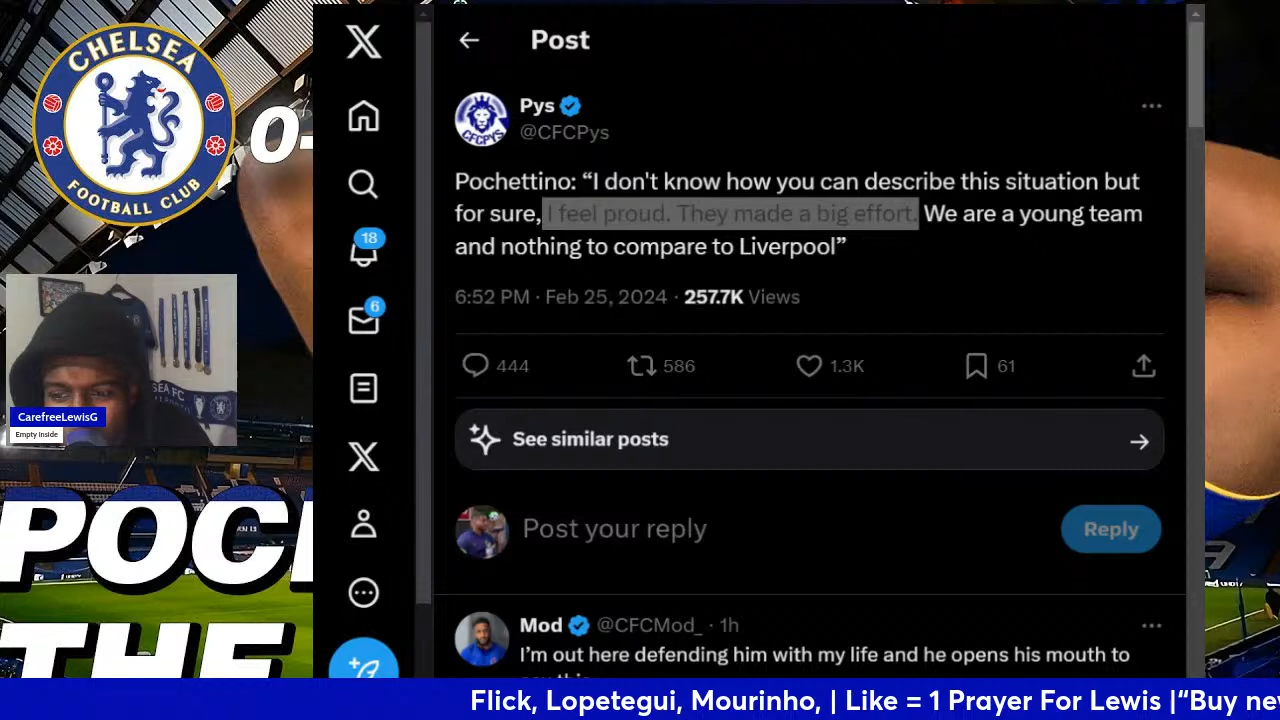 CHELSEA
FOOTBALL CLUB
0-
CarefreeLewisG
Empty Inside
POCH
THE
18
6
Post
Pys
@CFCPys
Pochettino: “I don't know how you can describe this situation but
for sure, I feel proud. They made a big effort. We are a young team
and nothing to compare to Liverpool”
6:52 PM · Feb 25, 2024 · 257.7K Views
444 586 1.3K 61
See similar posts
Post your reply
Reply
Mod @CFCMod_ · 1h
I’m out here defending him with my life and he opens his mouth to
say this
Flick, Lopetegui, Mourinho, | Like = 1 Prayer For Lewis |“Buy ne